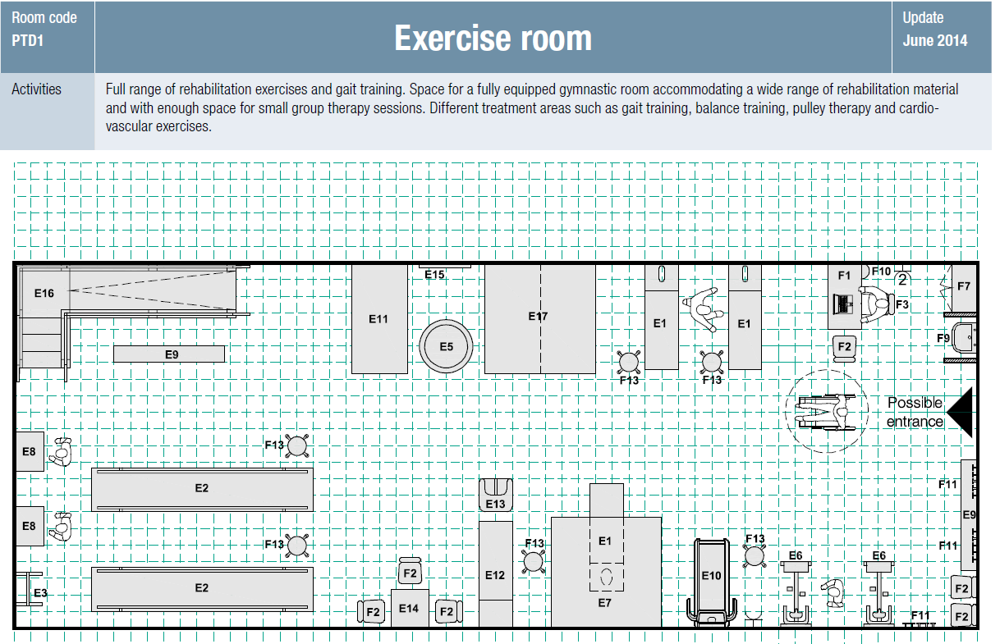 Room code
PTD1
Exercise room
Update
June 2014
Activities
Full range of rehabilitation exercises and gait training. Space for a fully equipped gymnastic room accommodating a wide range of rehabilitation material
and with enough space for small group therapy sessions. Different treatment areas such as gait training, balance training, pulley therapy and cardio-
vascular exercises.
E16
E9
E11
E15
E5
E17
F13
E1
F13
E1
F1
F10
2
F3
F2
F7
F9
Possible
entrance
E8
F13
E2
E8
F13
E2
E3
F2
F2
E14
F2
E13
E12
F13
E1
E7
E10
F13
E6
E6
F11
F11
E9
F11
F2
F2